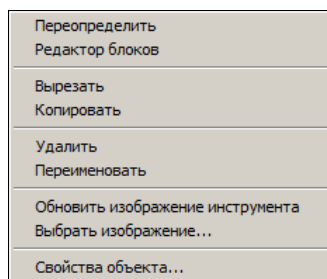 Переопределить
Редактор блоков
Вырезать
Копировать
Удалить
Переименовать
Обновить изображение инструмента
Выбрать изображение...
Свойства объекта...